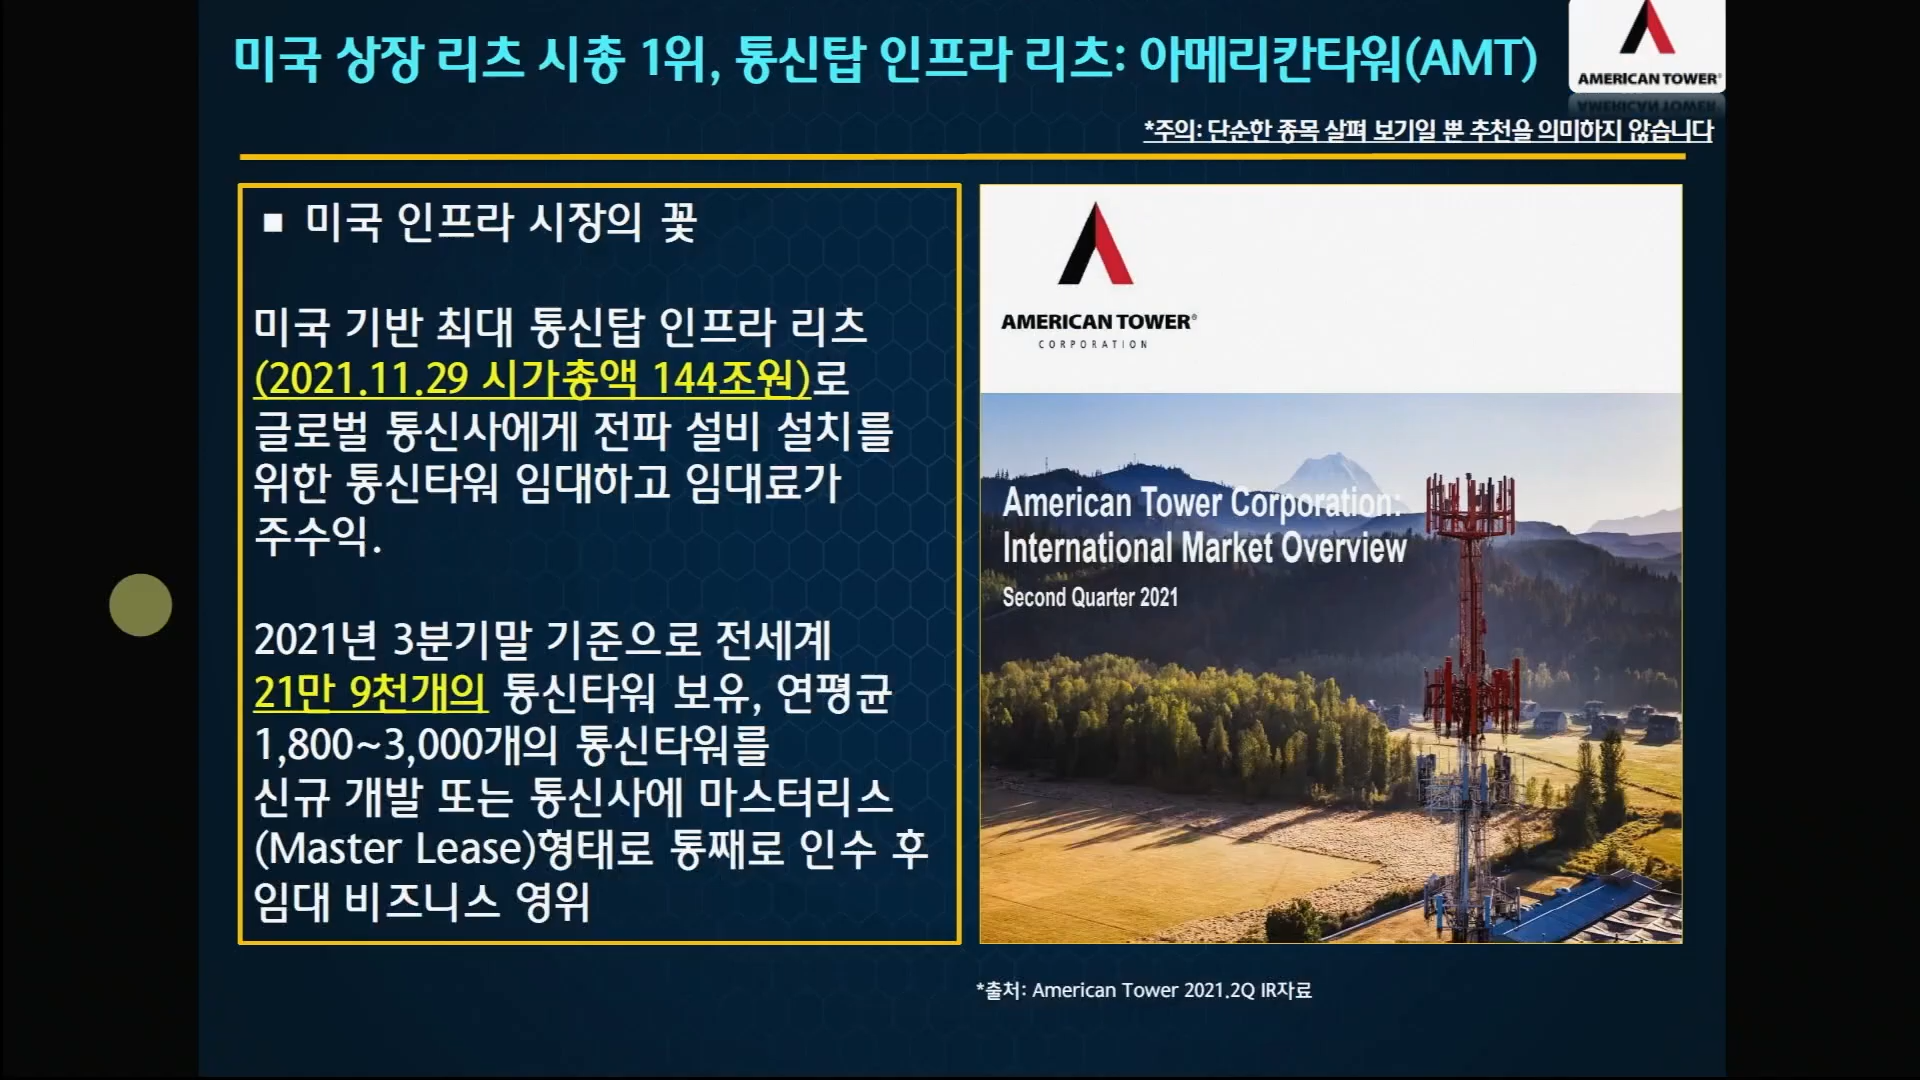 미국 상장 리츠 시총 1위, 통신탑 인프라 리츠: 아메리칸타워(AMT)
AMERICAN TOWER®
*주의: 단순한 종목 살펴 보기일 뿐 추천을 의미하지 않습니다
■ 미국 인프라 시장의 꽃
미국 기반 최대 통신탑 인프라 리츠
(2021.11.29 시가총액 144조원)로
글로벌 통신사에게 전파 설비 설치를
위한 통신타워 임대하고 임대료가
주수익.
2021년 3분기말 기준으로 전세계
21만 9천개의 통신타워 보유, 연평균
1,800~3,000개의 통신타워를
신규 개발 또는 통신사에 마스터리스
(Master Lease)형태로 통째로 인수 후
임대 비즈니스 영위
AMERICAN TOWER®
CORPORATION
American Tower Corporation:
International Market Overview
Second Quarter 2021
*출처: American Tower 2021.2Q IR자료